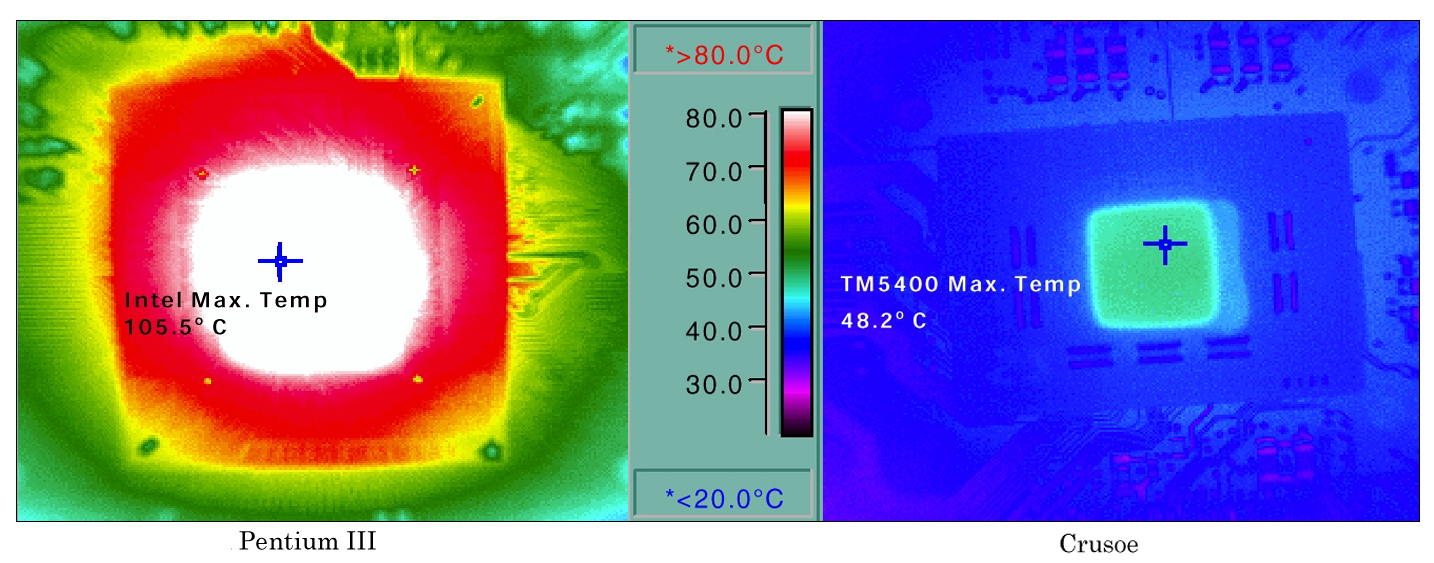 Intel Max. Temp
105.5° C
*>80.0°C
80.0
70.0
60.0
50.0
40.0
30.0
*<20.0°C
TM5400 Max. Temp
48.2° C
Pentium III
Crusoe